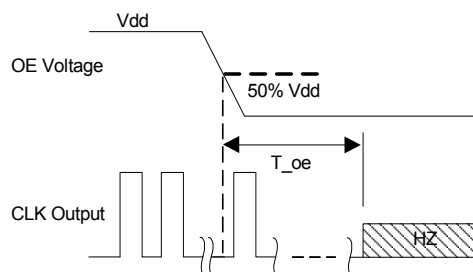 Vdd
OE Voltage
50% Vdd
T_oe
CLK Output
HZ